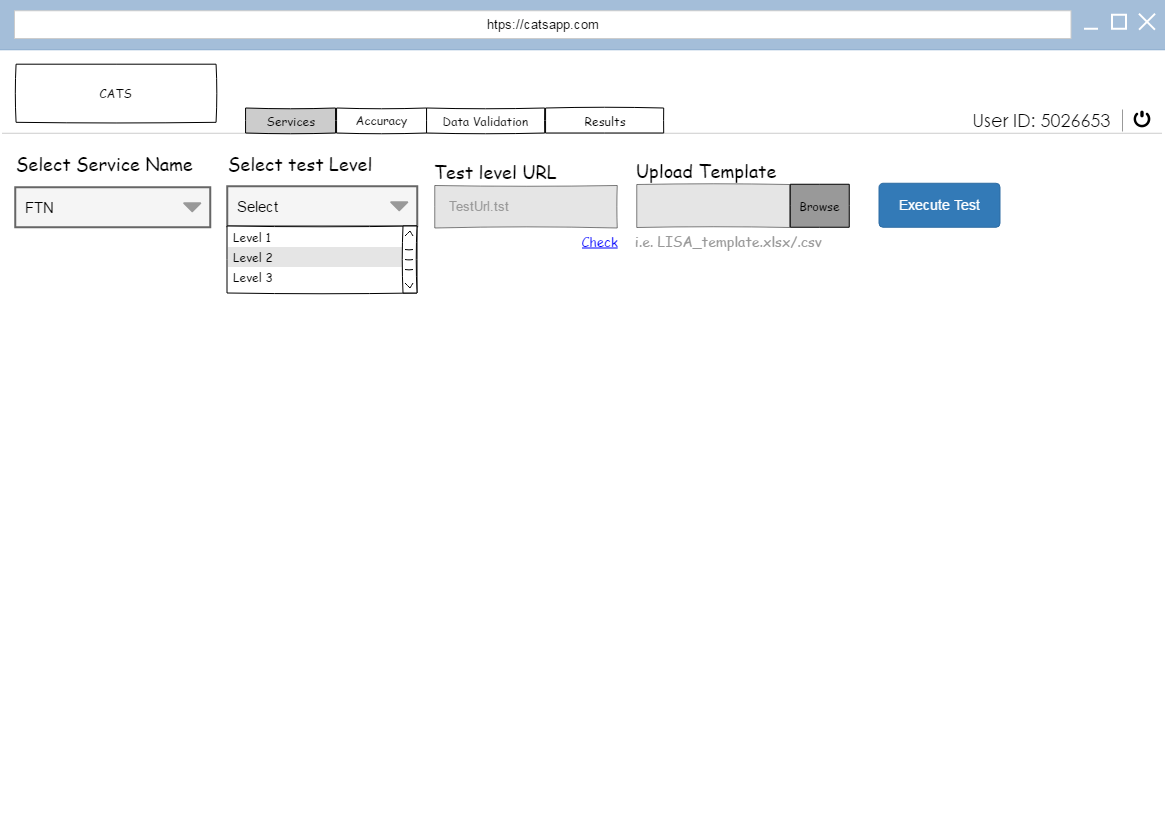 htps://catsapp.com
CATS
Services Accuracy Data Validation Results
User ID: 5026653
Select Service Name Select test Level Test level URL Upload Template
FTN Select TestUrl.tst Browse Execute Test
Level 1 Check i.e. LISA_template.xlsx/.csv
Level 2
Level 3